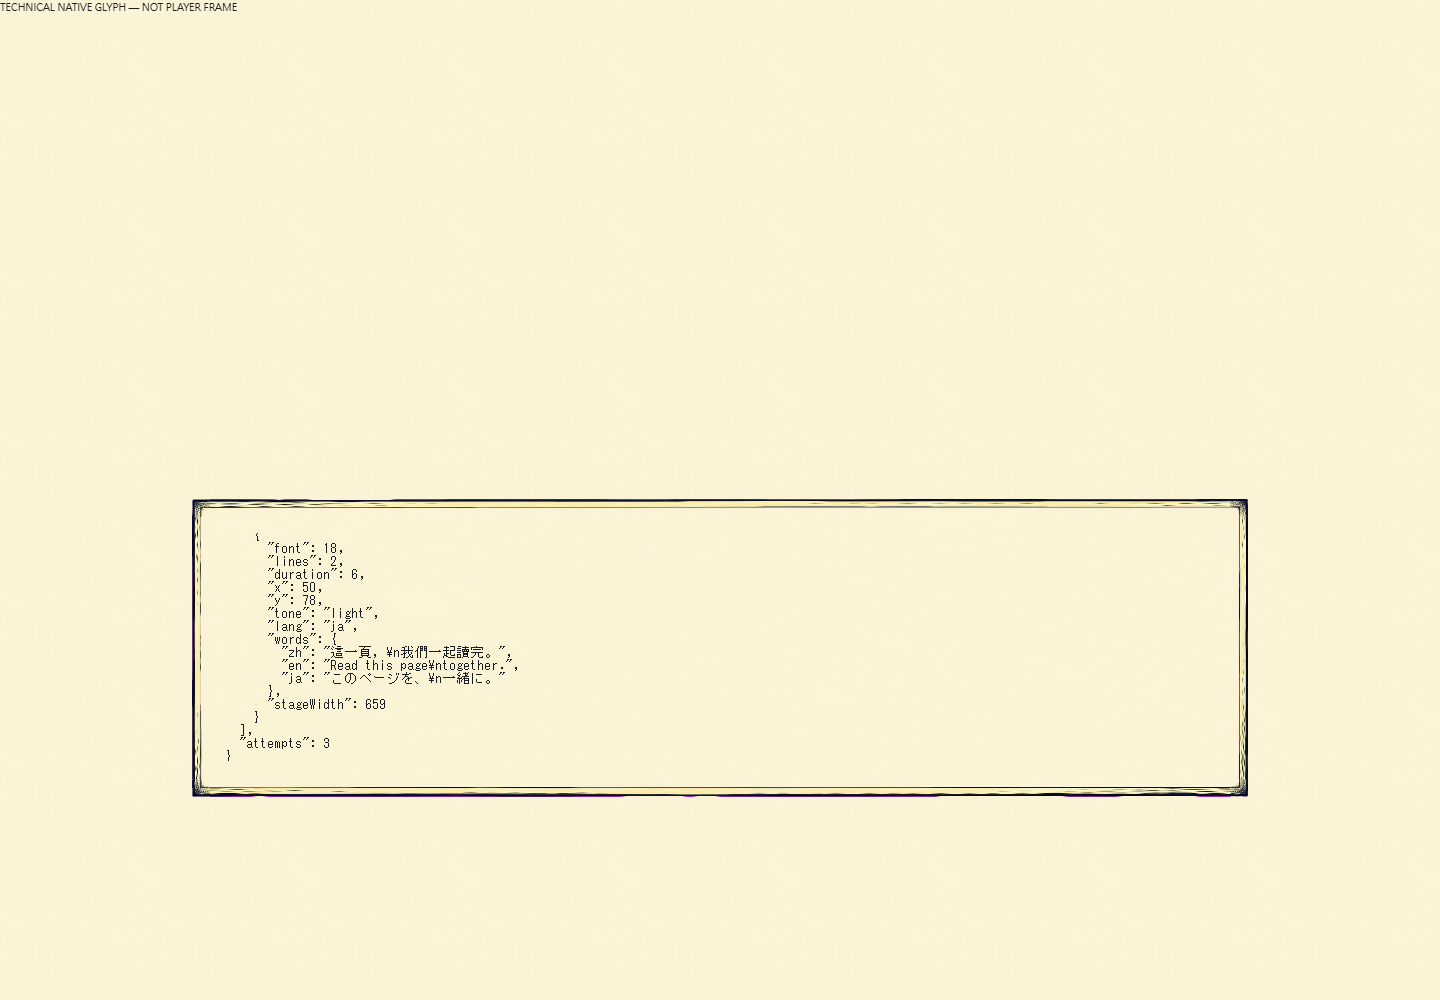 TECHNICAL NATIVE GLYPH — NOT PLAYER FRAME
{
"font": 18,
"lines": 2,
"duration": 6,
"x": 50,
"y": 78,
"tone": "light",
"lang": "ja",
"words": {
"zh": "這一頁，¥n我們一起讀完。",
"en": "Read this page¥ntogether.",
"ja": "このページを、¥n一緒に。"
},
"stageWidth": 659
}
],
"attempts": 3
}